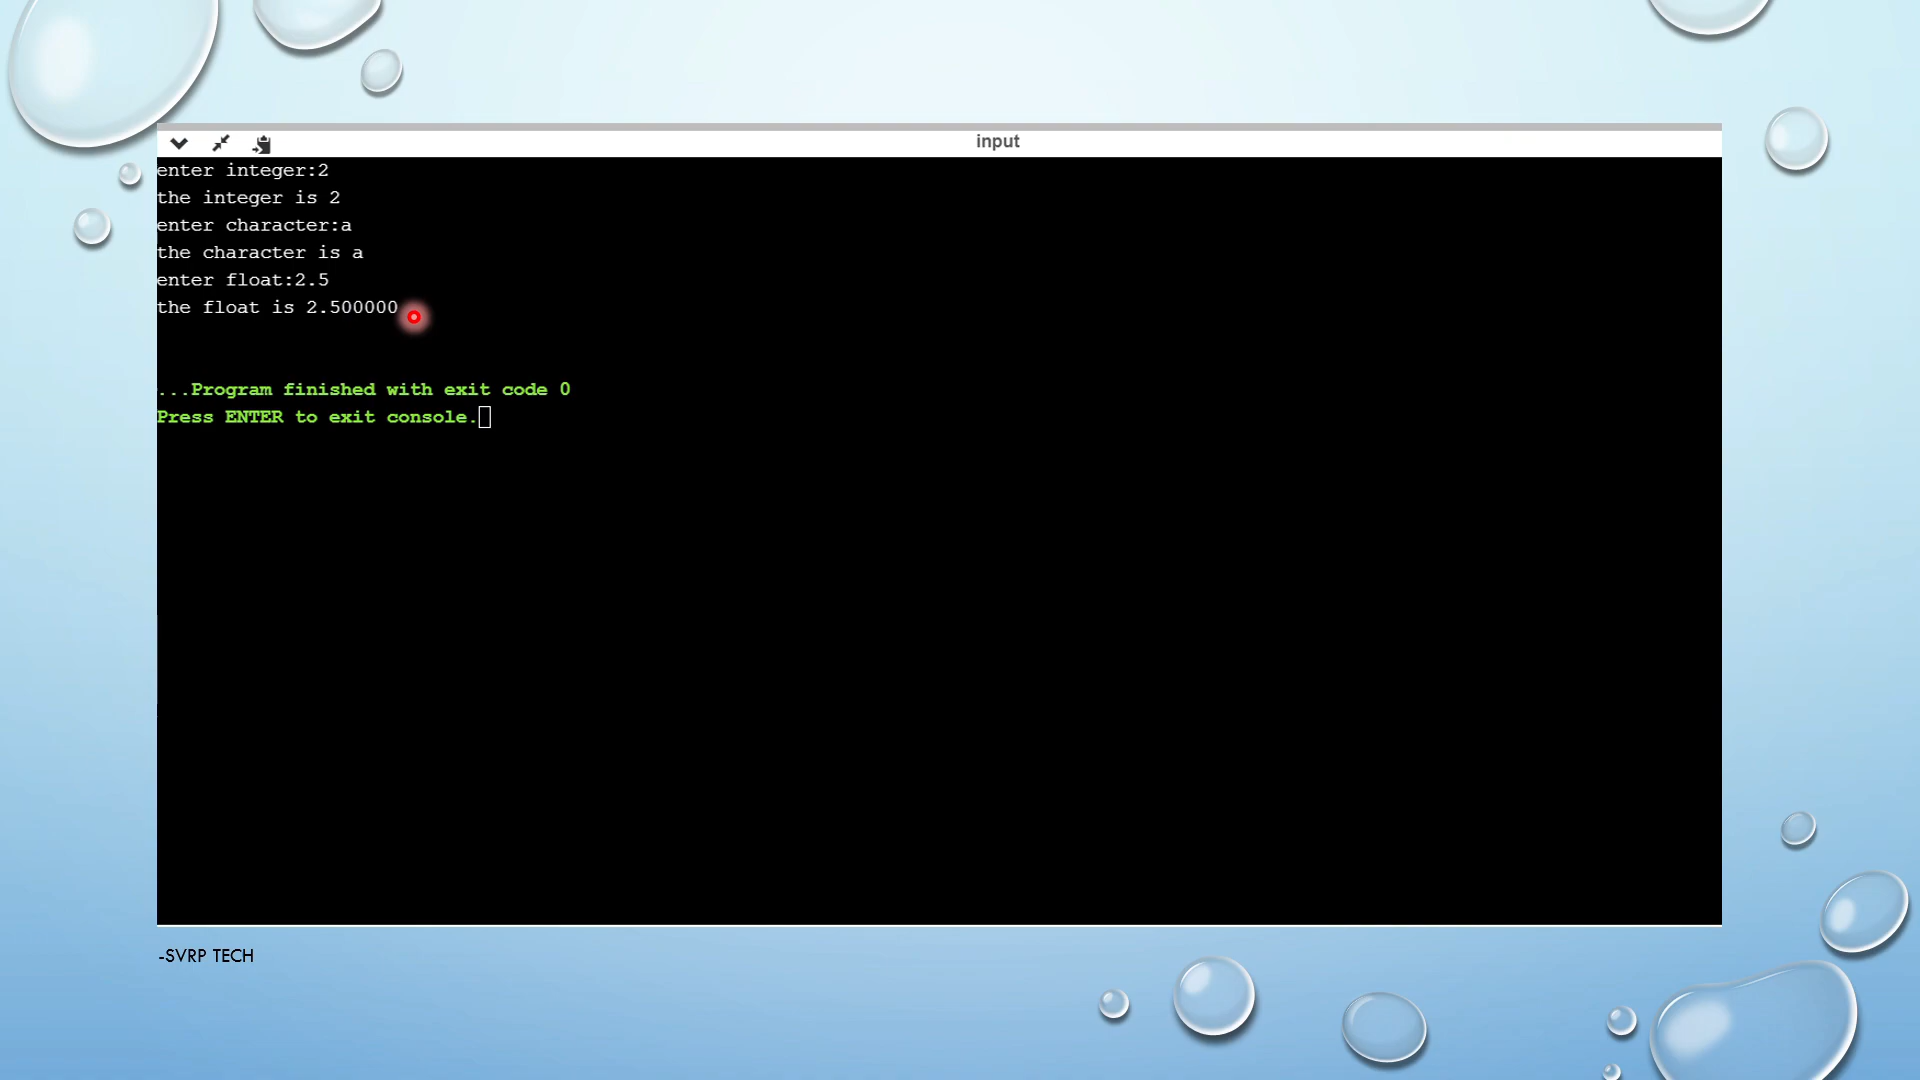 input
enter integer:2
the integer is 2
enter character:a
the character is a
enter float:2.5
the float is 2.500000
...Program finished with exit code 0
Press ENTER to exit console.
-SVRP TECH